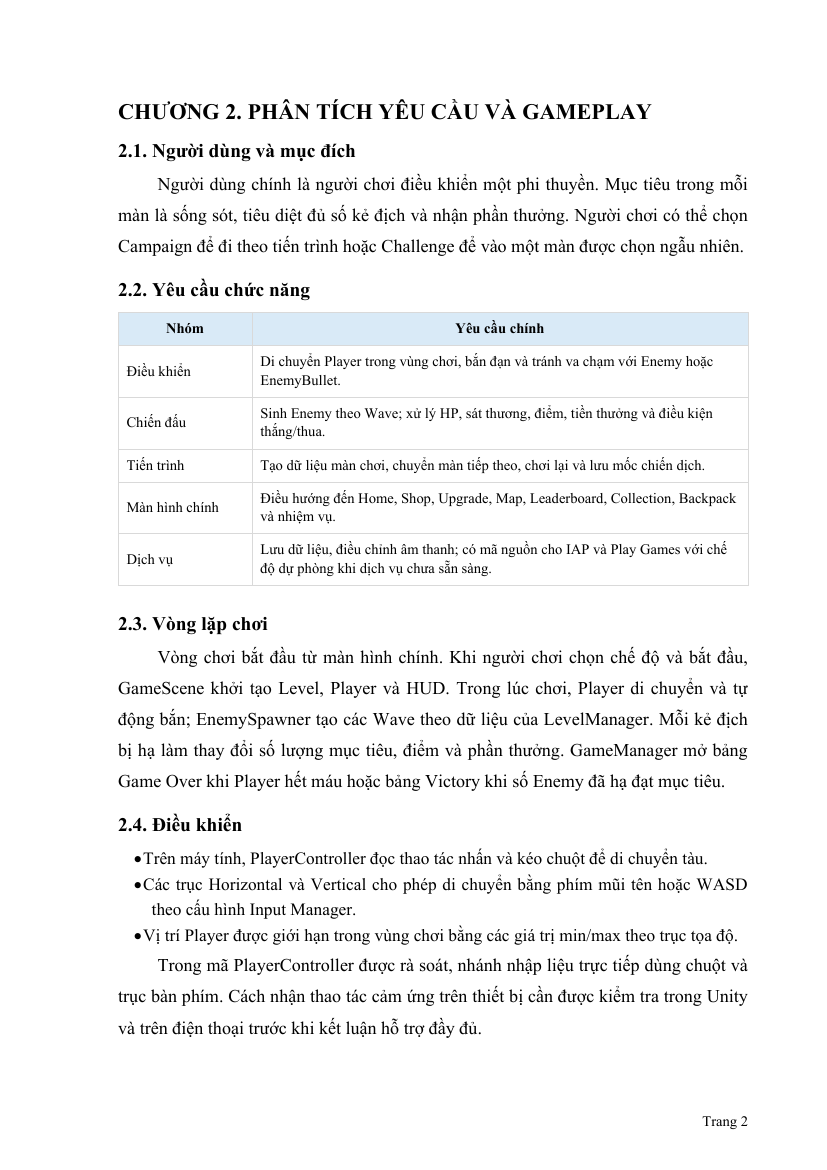 CHƯƠNG 2. PHÂN TÍCH YÊU CẦU VÀ GAMEPLAY
2.1. Người dùng và mục đích
Người dùng chính là người chơi điều khiển một phi thuyền. Mục tiêu trong mỗi
màn là sống sót, tiêu diệt đủ số kẻ địch và nhận phần thưởng. Người chơi có thể chọn
Campaign để đi theo tiến trình hoặc Challenge để vào một màn được chọn ngẫu nhiên.
2.2. Yêu cầu chức năng
Nhóm Yêu cầu chính
Điều khiển
Di chuyển Player trong vùng chơi, bắn đạn và tránh va chạm với Enemy hoặc
EnemyBullet.
Chiến đấu
Sinh Enemy theo Wave; xử lý HP, sát thương, điểm, tiền thưởng và điều kiện
thắng/thua.
Tiến trình
Tạo dữ liệu màn chơi, chuyển màn tiếp theo, chơi lại và lưu mốc chiến dịch.
Màn hình chính
Điều hướng đến Home, Shop, Upgrade, Map, Leaderboard, Collection, Backpack
và nhiệm vụ.
Dịch vụ
Lưu dữ liệu, điều chỉnh âm thanh; có mã nguồn cho IAP và Play Games với chế
độ dự phòng khi dịch vụ chưa sẵn sàng.
2.3. Vòng lặp chơi
Vòng chơi bắt đầu từ màn hình chính. Khi người chơi chọn chế độ và bắt đầu,
GameScene khởi tạo Level, Player và HUD. Trong lúc chơi, Player di chuyển và tự
động bắn; EnemySpawner tạo các Wave theo dữ liệu của LevelManager. Mỗi kẻ địch
bị hạ làm thay đổi số lượng mục tiêu, điểm và phần thưởng. GameManager mở bảng
Game Over khi Player hết máu hoặc bảng Victory khi số Enemy đã hạ đạt mục tiêu.
2.4. Điều khiển
•Trên máy tính, PlayerController đọc thao tác nhấn và kéo chuột để di chuyển tàu.
•Các trục Horizontal và Vertical cho phép di chuyển bằng phím mũi tên hoặc WASD
theo cấu hình Input Manager.
•Vị trí Player được giới hạn trong vùng chơi bằng các giá trị min/max theo trục tọa độ.
Trong mã PlayerController được rà soát, nhánh nhập liệu trực tiếp dùng chuột và
trục bàn phím. Cách nhận thao tác cảm ứng trên thiết bị cần được kiểm tra trong Unity
và trên điện thoại trước khi kết luận hỗ trợ đầy đủ.
Trang 2